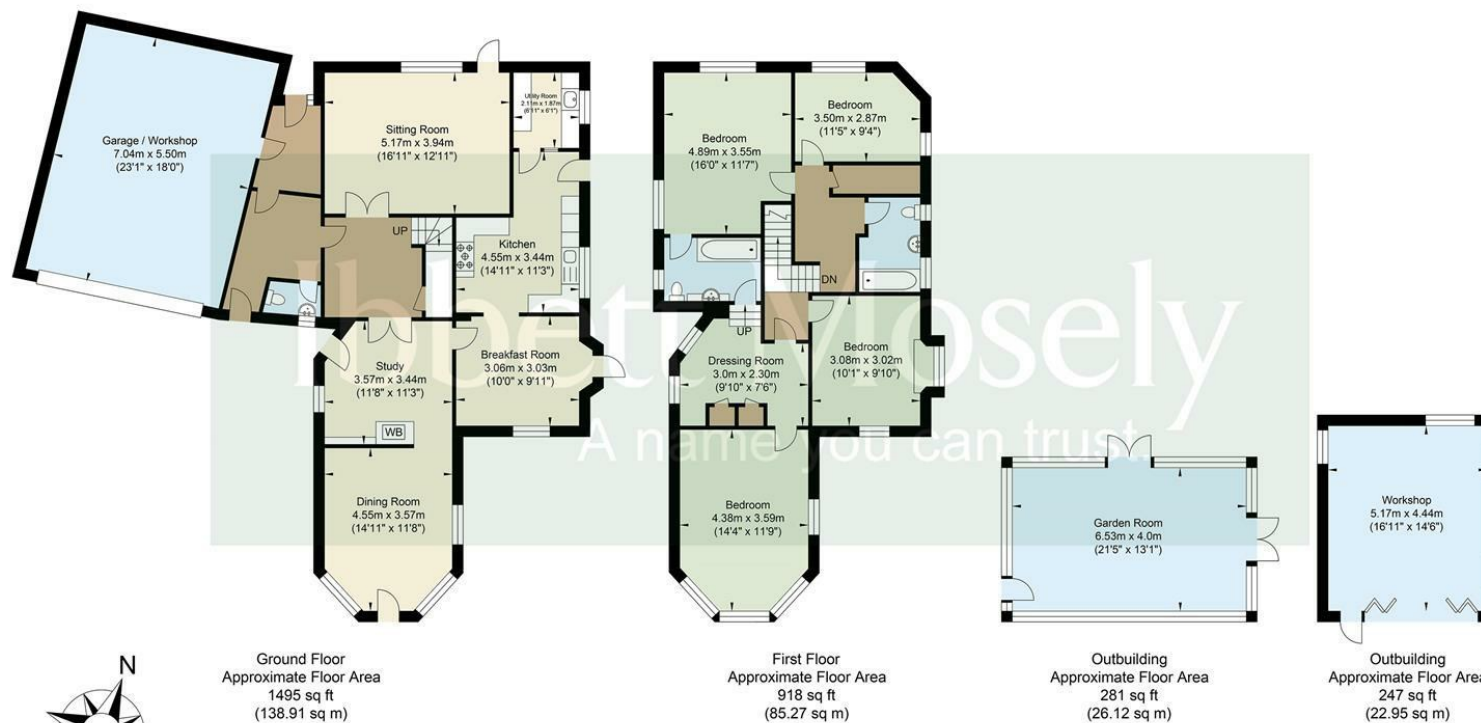 Garage / Workshop
7.04m x 5.50m
(23'1" x 18'0")
Sitting Room
5.17m x 3.94m
(16'11" x 12'11")
Utility Room
2.11m x 1.87m
(6'11" x 6'1")
UP
Kitchen
4.55m x 3.44m
(14'11" x 11'3")
Study
3.57m x 3.44m
(11'8" x 11'3")
Breakfast Room
3.06m x 3.03m
(10'0" x 9'11")
WB
Dining Room
4.55m x 3.57m
(14'11" x 11'8")
Bedroom
4.89m x 3.55m
(16'0" x 11'7")
Bedroom
3.50m x 2.87m
(11'5" x 9'4")
DN
UP
Dressing Room
3.0m x 2.30m
(9'10" x 7'6")
Bedroom
3.08m x 3.02m
(10'1" x 9'10")
Bedroom
4.38m x 3.59m
(14'4" x 11'9")
Garden Room
6.53m x 4.0m
(21'5" x 13'1")
Workshop
5.17m x 4.44m
(16'11" x 14'6")
Ibbett Mosely
A name you can trust.
N
Ground Floor
Approximate Floor Area
1495 sq ft
(138.91 sq m)
First Floor
Approximate Floor Area
918 sq ft
(85.27 sq m)
Outbuilding
Approximate Floor Area
281 sq ft
(26.12 sq m)
Outbuilding
Approximate Floor Area
247 sq ft
(22.95 sq m)